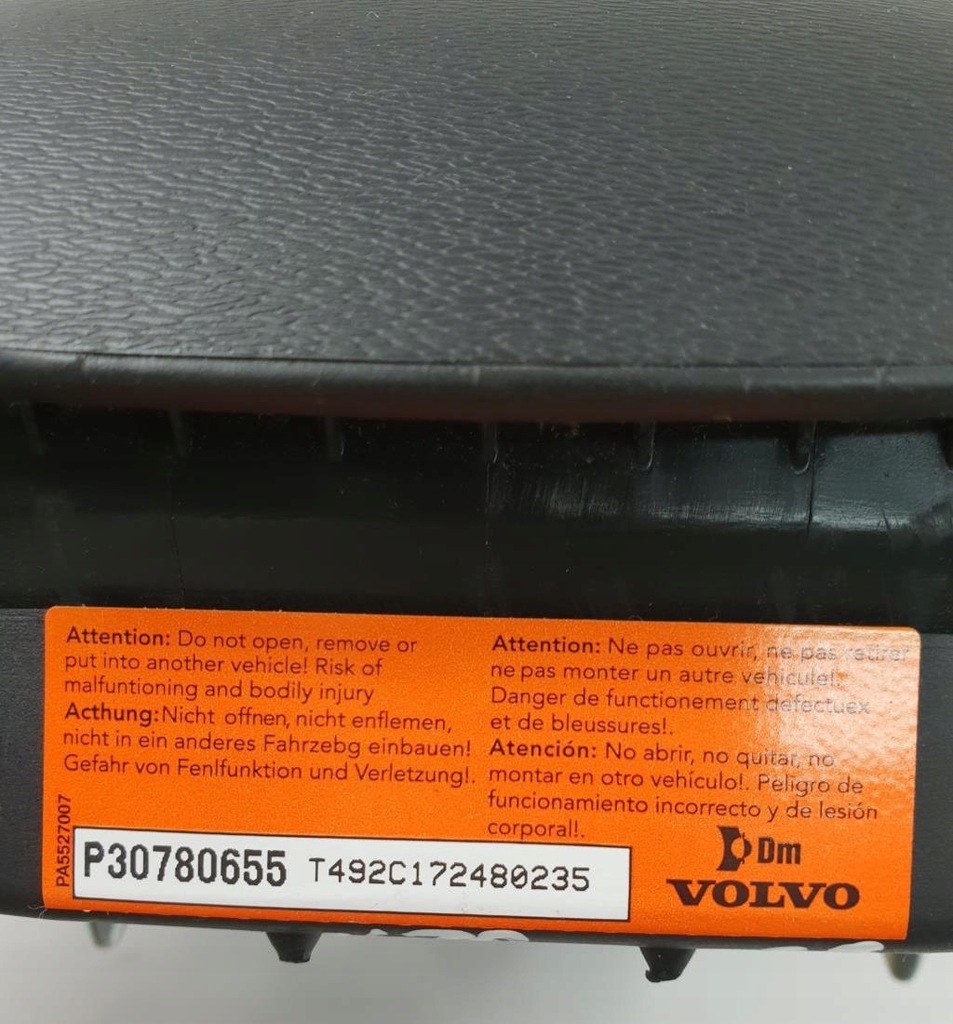 Attention: Do not open, remove or
put into another vehicle! Risk of
malfuntioning and bodily injury
Acthung:Nicht offnen, nicht enflemen,
nicht in ein anderes Fahrzebg einbauen!
Gefahr von Fenlfunktion und Verletzung!.
Attention: Ne pas ouvrir, ne pas retirer
ne pas monter un autre vehicule!.
Danger de functionement defectuex
et de bleussures!.
Atención: No abrir, no quitar, no
montar en otro vehículo!. Peligro de
funcionamiento incorrecto y de lesión
corporal!.
PA5527007
P30780655 T492C172480235
Dm
VOLVO